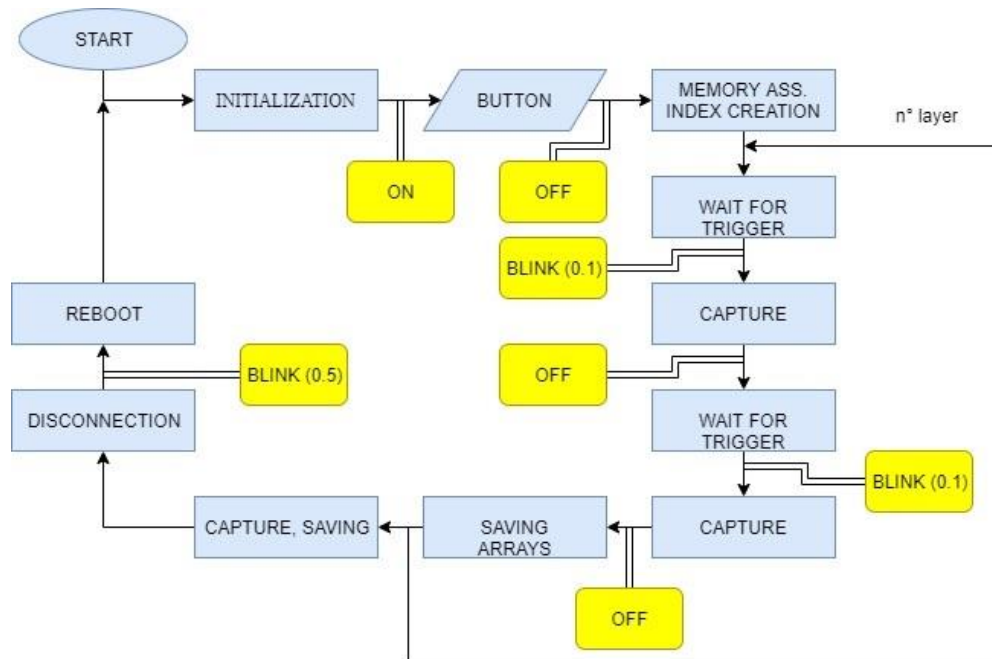 START
INITIALIZATION
BUTTON
MEMORY ASS.
INDEX CREATION
n° layer
ON
OFF
WAIT FOR
TRIGGER
BLINK (0.1)
REBOOT
CAPTURE
BLINK (0.5)
OFF
DISCONNECTION
WAIT FOR
TRIGGER
BLINK (0.1)
CAPTURE, SAVING
SAVING
ARRAYS
CAPTURE
OFF